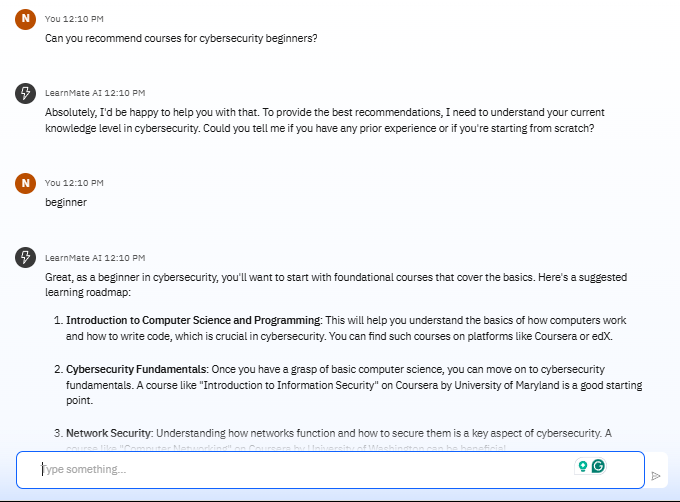 N
You 12:10 PM
Can you recommend courses for cybersecurity beginners?
LearnMate AI 12:10 PM
Absolutely, I'd be happy to help you with that. To provide the best recommendations, I need to understand your current
knowledge level in cybersecurity. Could you tell me if you have any prior experience or if you're starting from scratch?
N
You 12:10 PM
beginner
LearnMate AI 12:10 PM
Great, as a beginner in cybersecurity, you'll want to start with foundational courses that cover the basics. Here's a suggested
learning roadmap:
1. Introduction to Computer Science and Programming: This will help you understand the basics of how computers work
and how to write code, which is crucial in cybersecurity. You can find such courses on platforms like Coursera or edX.
2. Cybersecurity Fundamentals: Once you have a grasp of basic computer science, you can move on to cybersecurity
fundamentals. A course like "Introduction to Information Security" on Coursera by University of Maryland is a good starting
point.
3. Network Security: Understanding how networks function and how to secure them is a key aspect of cybersecurity. A
course like "Computer Networking" on Coursera by University of Washington can be beneficial.
Type something...